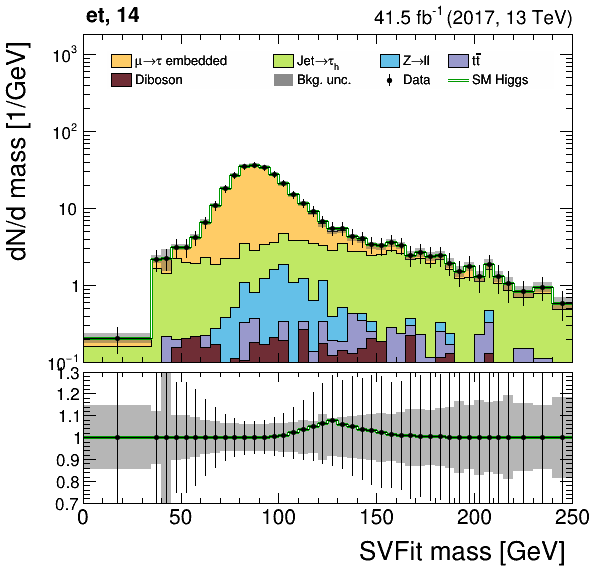 et, 14 41.5 fb⁻¹ (2017, 13 TeV)
μ→τ embedded Jet→τₕ Z→ll tt̄
Diboson Bkg. unc. Data SM Higgs
dN/d mass [1/GeV]
10³
10²
10
1
10⁻¹
1.3
1.2
1.1
1
0.9
0.8
0.7
0 50 100 150 200 250
SVFit mass [GeV]